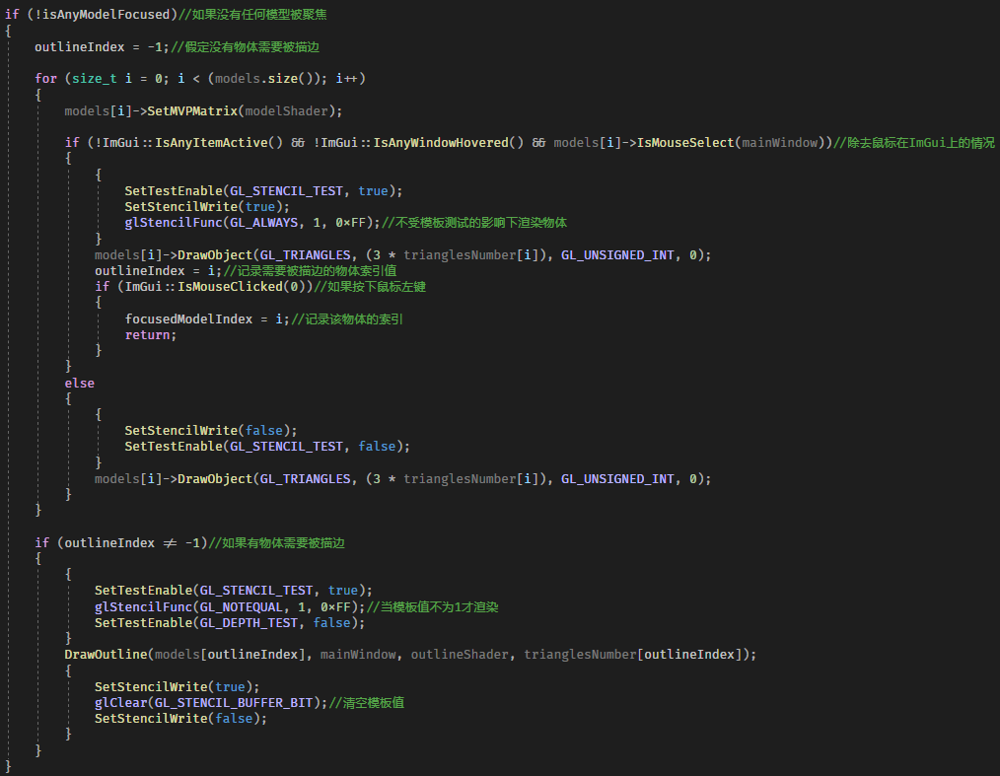 if (!isAnyModelFocused)//如果没有任何模型被聚焦
{
outlineIndex = -1;//假定没有物体需要被描边
for (size_t i = 0; i < (models.size()); i++)
{
models[i]->SetMVPMatrix(modelShader);
if (!ImGui::IsAnyItemActive() && !ImGui::IsAnyWindowHovered() && models[i]->IsMouseSelect(mainWindow))//除去鼠标在ImGui上的情况
{
{
SetTestEnable(GL_STENCIL_TEST, true);
SetStencilWrite(true);
glStencilFunc(GL_ALWAYS, 1, 0xFF);//不受模板测试的影响下渲染物体
}
models[i]->DrawObject(GL_TRIANGLES, (3 * trianglesNumber[i]), GL_UNSIGNED_INT, 0);
outlineIndex = i;//记录需要被描边的物体索引值
if (ImGui::IsMouseClicked(0))//如果按下鼠标左键
{
focusedModelIndex = i;//记录该物体的索引
return;
}
}
else
{
{
SetStencilWrite(false);
SetTestEnable(GL_STENCIL_TEST, false);
}
models[i]->DrawObject(GL_TRIANGLES, (3 * trianglesNumber[i]), GL_UNSIGNED_INT, 0);
}
}
if (outlineIndex != -1)//如果有物体需要被描边
{
{
SetTestEnable(GL_STENCIL_TEST, true);
glStencilFunc(GL_NOTEQUAL, 1, 0xFF);//当模板值不为1才渲染
SetTestEnable(GL_DEPTH_TEST, false);
}
DrawOutline(models[outlineIndex], mainWindow, outlineShader, trianglesNumber[outlineIndex]);
{
SetStencilWrite(true);
glClear(GL_STENCIL_BUFFER_BIT);//清空模板值
SetStencilWrite(false);
}
}
}